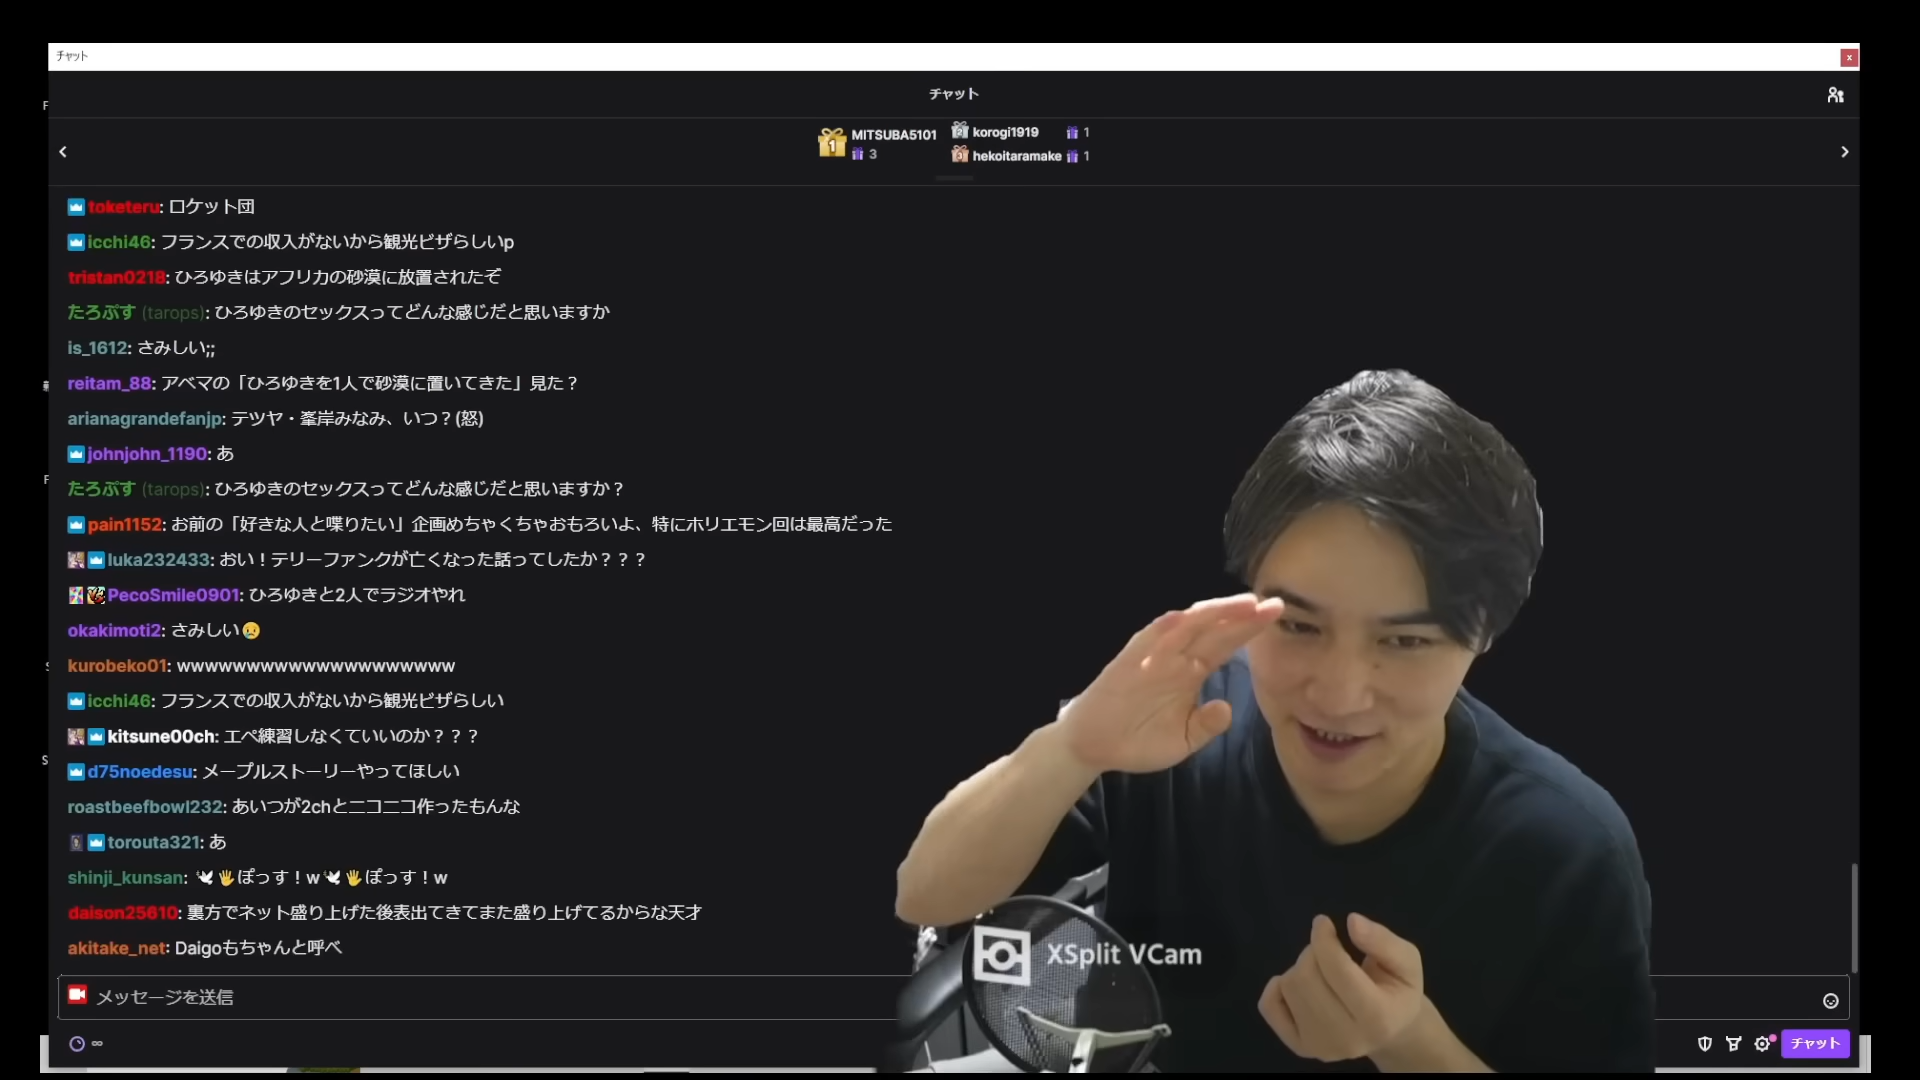 チャット
チャット
MITSUBA5101
3
korogi1919 1
hekoitaramake 1
toketeru: ロケット団
icchi46: フランスでの収入がないから観光ビザらしいp
tristan0218: ひろゆきはアフリカの砂漠に放置されたぞ
たろぷす (tarops): ひろゆきのセックスってどんな感じだと思いますか
is_1612: さみしい;;
reitam_88: アベマの「ひろゆきを1人で砂漠に置いてきた」見た？
arianagrandefanjp: テツヤ・峯岸みなみ、いつ？(怒)
johnjohn_1190: あ
たろぷす (tarops): ひろゆきのセックスってどんな感じだと思いますか？
pain1152: お前の「好きな人と喋りたい」企画めちゃくちゃおもろいよ、特にホリエモン回は最高だった
luka232433: おい！テリーファンクが亡くなった話ってしたか？？？
PecoSmile0901: ひろゆきと2人でラジオやれ
okakimoti2: さみしい😥
kurobeko01: wwwwwwwwwwwwwwwwwwww
icchi46: フランスでの収入がないから観光ビザらしい
kitsune00ch: エペ練習しなくていいのか？？？
d75noedesu: メープルストーリーやってほしい
roastbeefbowl232: あいつが2chとニコニコ作ったもんな
torouta321: あ
shinji_kunsan: 🕊🖐ぽっす！w🕊🖐ぽっす！w
daison25610: 裏方でネット盛り上げた後表出てきてまた盛り上げてるからな天才
akitake_net: Daigoもちゃんと呼べ
XSplit VCam
メッセージを送信
∞
チャット